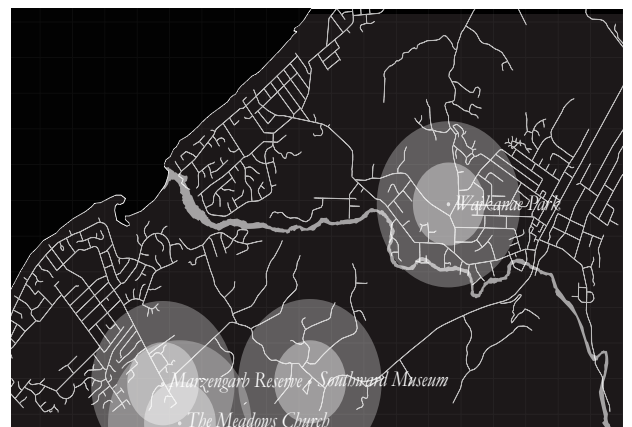 Waikanae Park
Marzengarb Reserve
Southward Museum
The Meadows Church